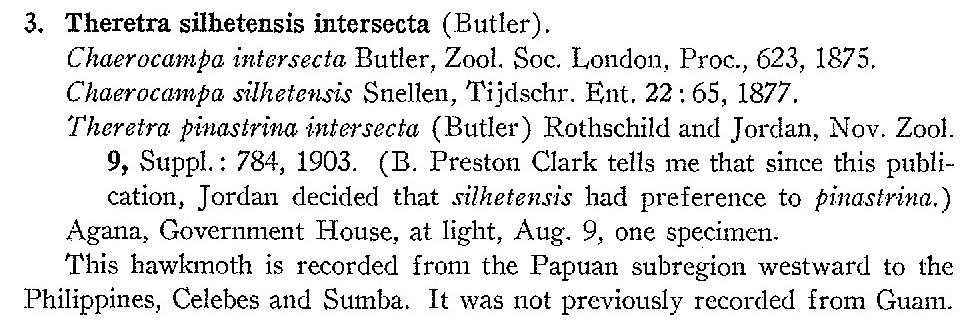 3. Theretra silhetensis intersecta (Butler).
Chaerocampa intersecta Butler, Zool. Soc. London, Proc., 623, 1875.
Chaerocampa silhetensis Snellen, Tijdschr. Ent. 22 : 65, 1877.
Theretra pinastrina intersecta (Butler) Rothschild and Jordan, Nov. Zool.
9, Suppl. : 784, 1903. (B. Preston Clark tells me that since this publi-
cation, Jordan decided that silhetensis had preference to pinastrina.)
Agana, Government House, at light, Aug. 9, one specimen.
This hawkmoth is recorded from the Papuan subregion westward to the
Philippines, Celebes and Sumba. It was not previously recorded from Guam.